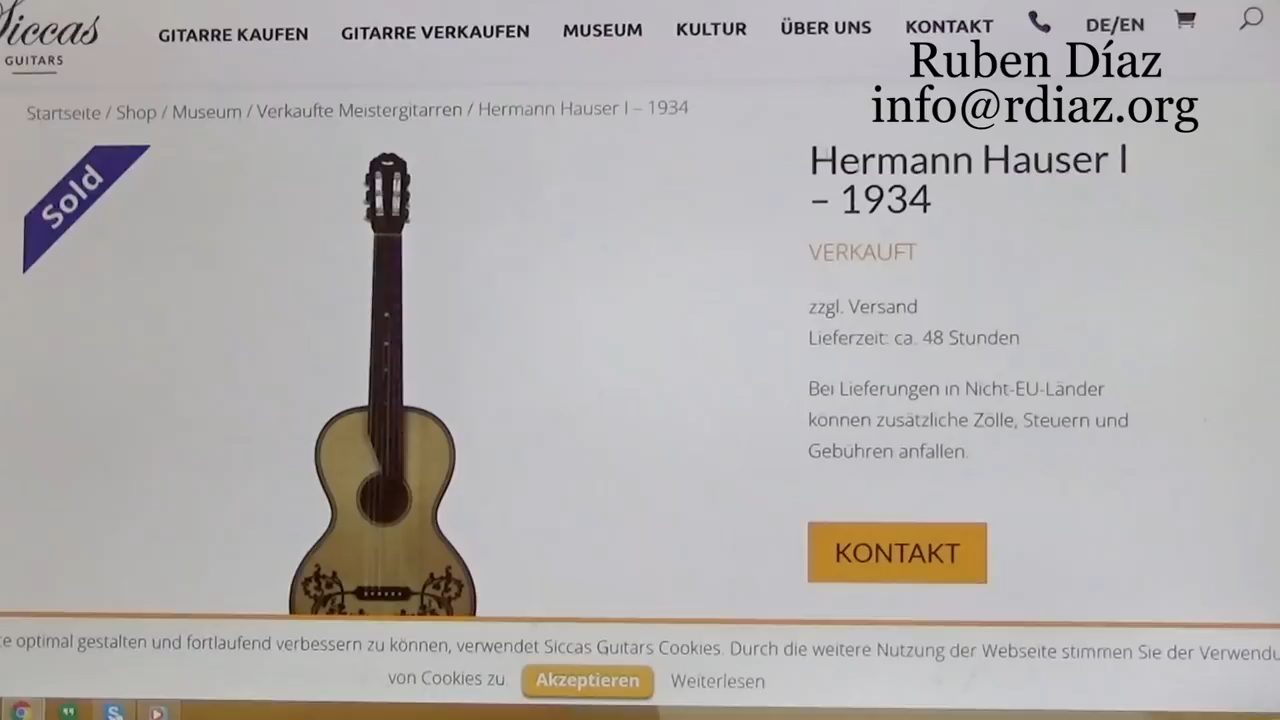 Siccas
GUITARS
GITARRE KAUFEN GITARRE VERKAUFEN MUSEUM KULTUR ÜBER UNS KONTAKT DE/EN
Ruben Díaz
info@rdiaz.org
Startseite / Shop / Museum / Verkaufte Meistergitarren / Hermann Hauser I – 1934
Sold
Hermann Hauser I
– 1934
VERKAUFT
zzgl. Versand
Lieferzeit: ca. 48 Stunden
Bei Lieferungen in Nicht-EU-Länder
können zusätzliche Zölle, Steuern und
Gebühren anfallen.
KONTAKT
optimal gestalten und fortlaufend verbessern zu können, verwendet Siccas Guitars Cookies. Durch die weitere Nutzung der Webseite stimmen Sie der Verwendu
von Cookies zu. Akzeptieren Weiterlesen